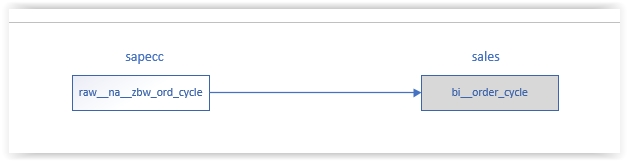 sapecc
sales
raw__na__zbw_ord_cycle
bi__order_cycle